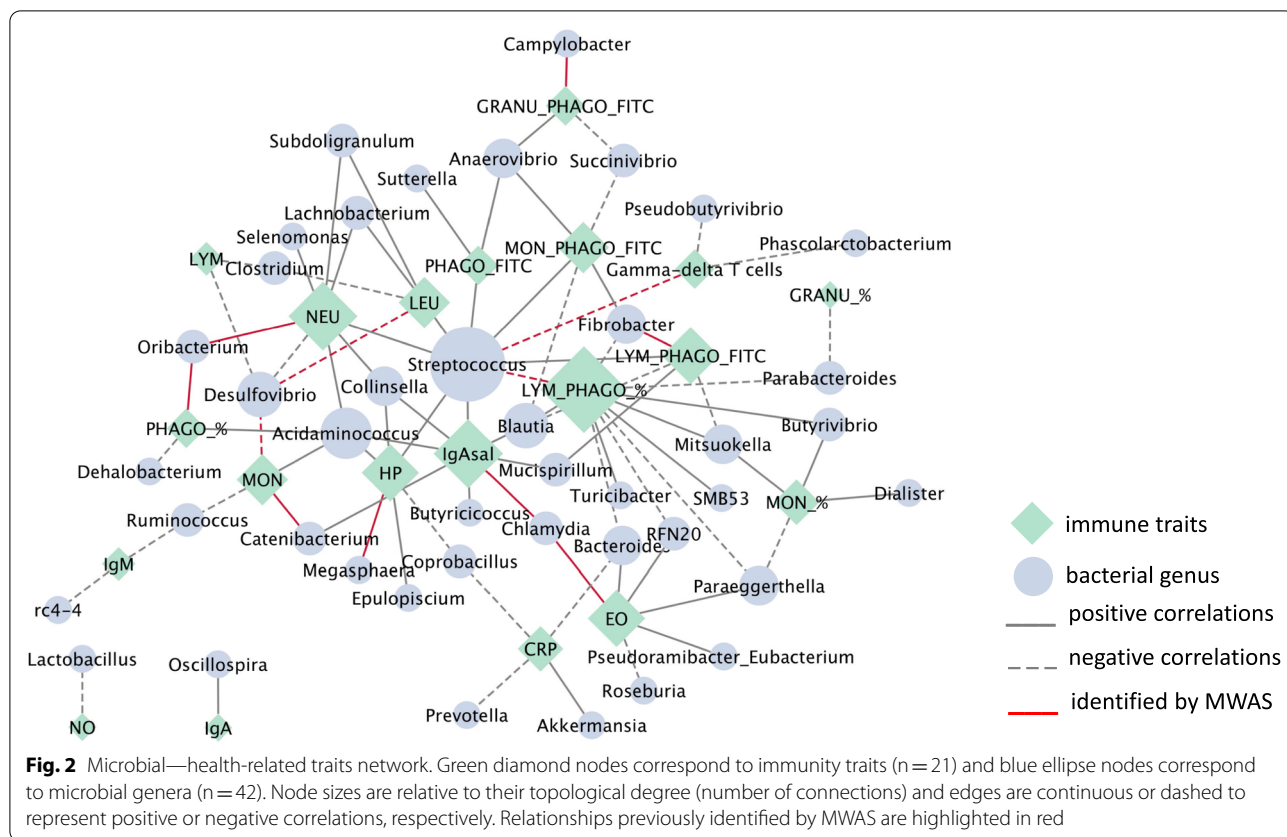 Campylobacter
GRANU_PHAGO_FITC
Subdoligranulum
Anaerovibrio
Succinivibrio
Sutterella
Lachnobacterium
Pseudobutyrivibrio
Selenomonas
Phascolarctobacterium
LYM
Clostridium
PHAGO_FITC
MON_PHAGO_FITC
Gamma-delta T cells
GRANU_%
LEU
NEU
Fibrobacter
Oribacterium
Streptococcus
LYM_PHAGO_FITC
Desulfovibrio
Collinsella
LYM_PHAGO_%
Parabacteroides
PHAGO_%
Acidaminococcus
Blautia
Butyrivibrio
Mitsuokella
Dehalobacterium
MON
HP
IgAsal
Mucispirillum
Turicibacter
SMB53
MON_%
Dialister
Ruminococcus
Catenibacterium
Butyricicoccus
Chlamydia
RFN20
Bacteroides
IgM
Megasphaera
Coprobacillus
Epulopiscium
Paraeggerthella
rc4-4
EO
CRP
Pseudoramibacter_Eubacterium
Lactobacillus
Oscillospira
Roseburia
Prevotella
Akkermansia
NO
IgA
immune traits
bacterial genus
positive correlations
negative correlations
identified by MWAS
Fig. 2 Microbial—health-related traits network. Green diamond nodes correspond to immunity traits (n = 21) and blue ellipse nodes correspond
to microbial genera (n = 42). Node sizes are relative to their topological degree (number of connections) and edges are continuous or dashed to
represent positive or negative correlations, respectively. Relationships previously identified by MWAS are highlighted in red